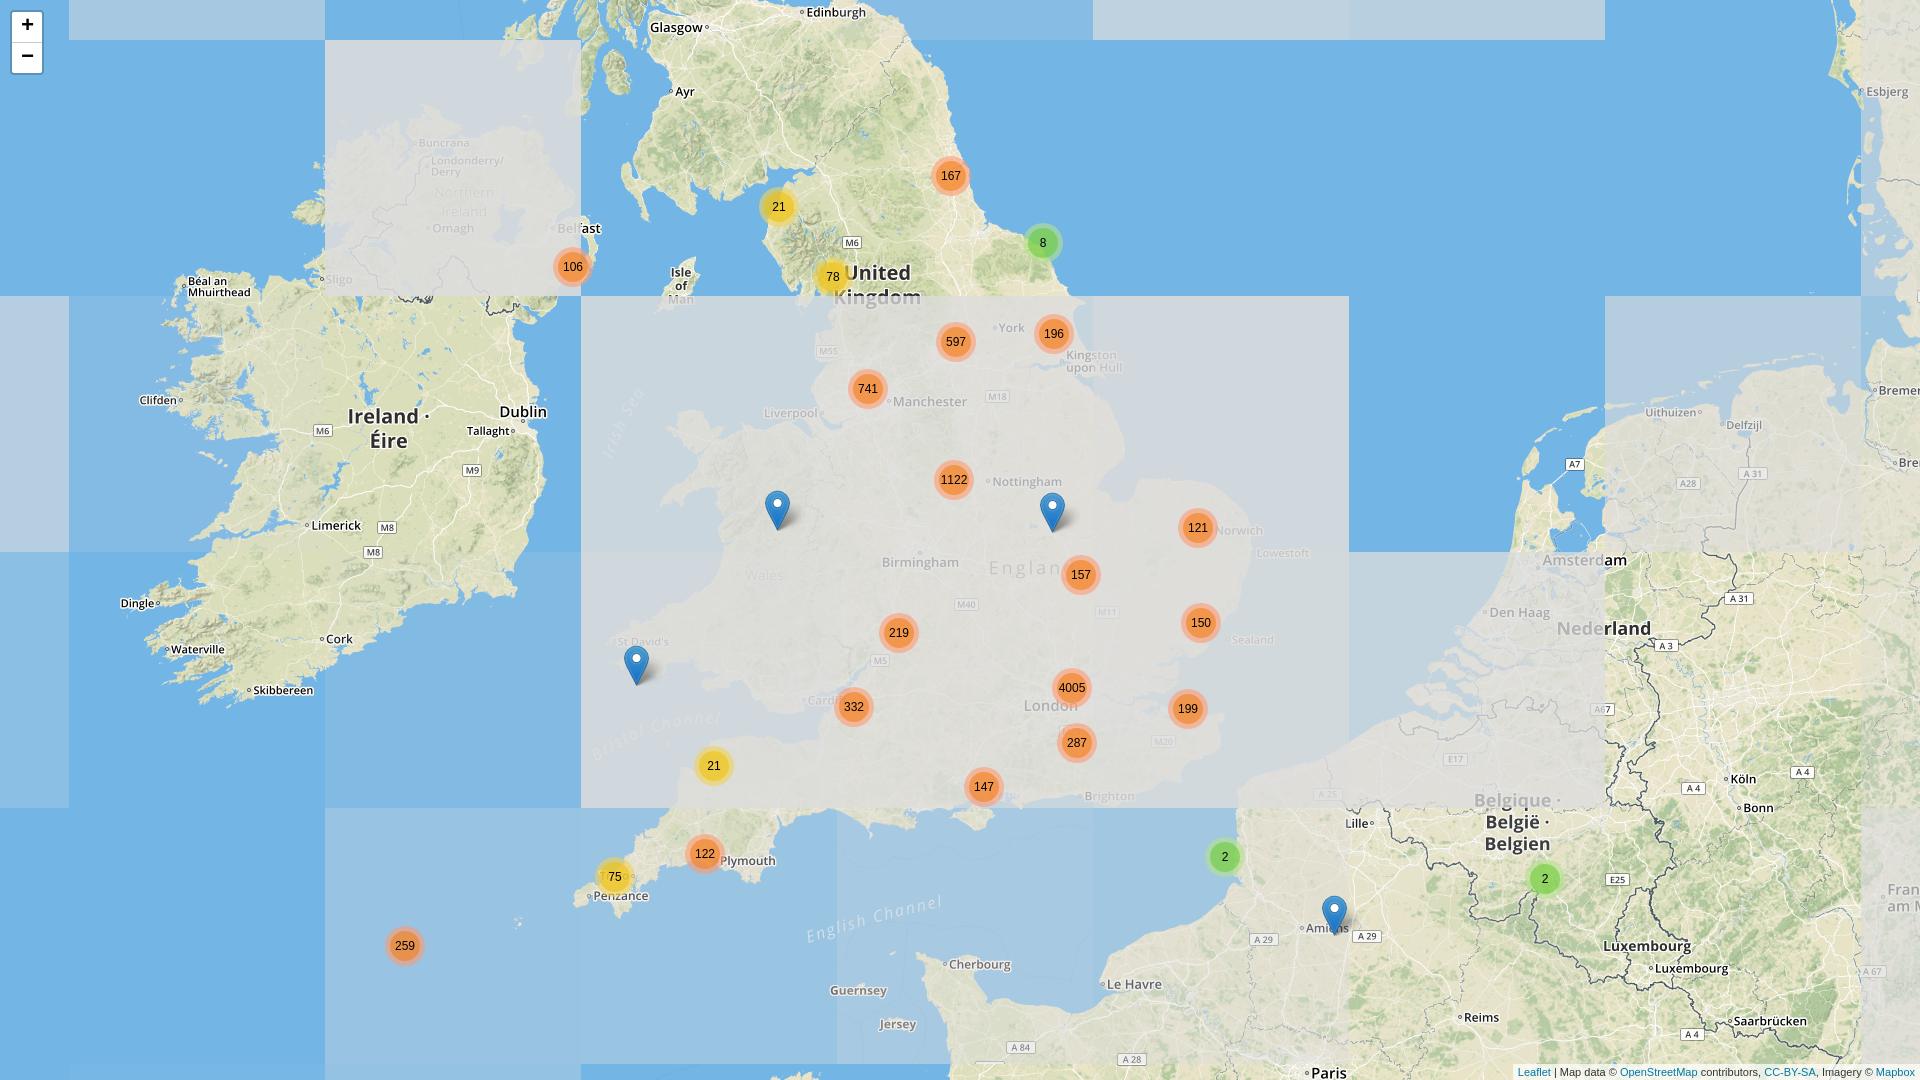 +
−
Glasgow
Edinburgh
Ayr
Esbjerg
Buncrana
Londonderry/
Derry
Northern
Ireland
Omagh
Belfast
167
21
8
M6
106
78
United
Kingdom
Isle
of
Man
Sligo
Béal an
Mhuirthead
York
196
597
M55
Kingston
upon Hull
741
Manchester
M18
Liverpool
Irish Sea
Clifden
Ireland ·
Éire
Dublin
Tallaght
M6
M9
Uithuizen
Delfzijl
A7
A 31
A28
1122
Nottingham
121
Norwich
Lowestoft
Limerick
M8
M8
Birmingham
157
Wales
Amsterdam
Dingle
Cork
Waterville
Skibbereen
M40
M11
219
150
Sealand
St David's
M5
A 31
Den Haag
Nederland
A 3
4005
London
332
199
287
M20
A67
Bristol Channel
21
147
Brighton
E17
A 25
Köln
A 4
A 4
Bonn
Belgique ·
België ·
Belgien
Lille
122
Plymouth
75
Penzance
2
2
E25
English Channel
259
Amiens
A 29
A 29
Luxembourg
Luxembourg
A 67
Cherbourg
Le Havre
Guernsey
Jersey
Reims
Saarbrücken
A 84
A 28
A 4
Paris
Leaflet | Map data © OpenStreetMap contributors, CC-BY-SA, Imagery © Mapbox